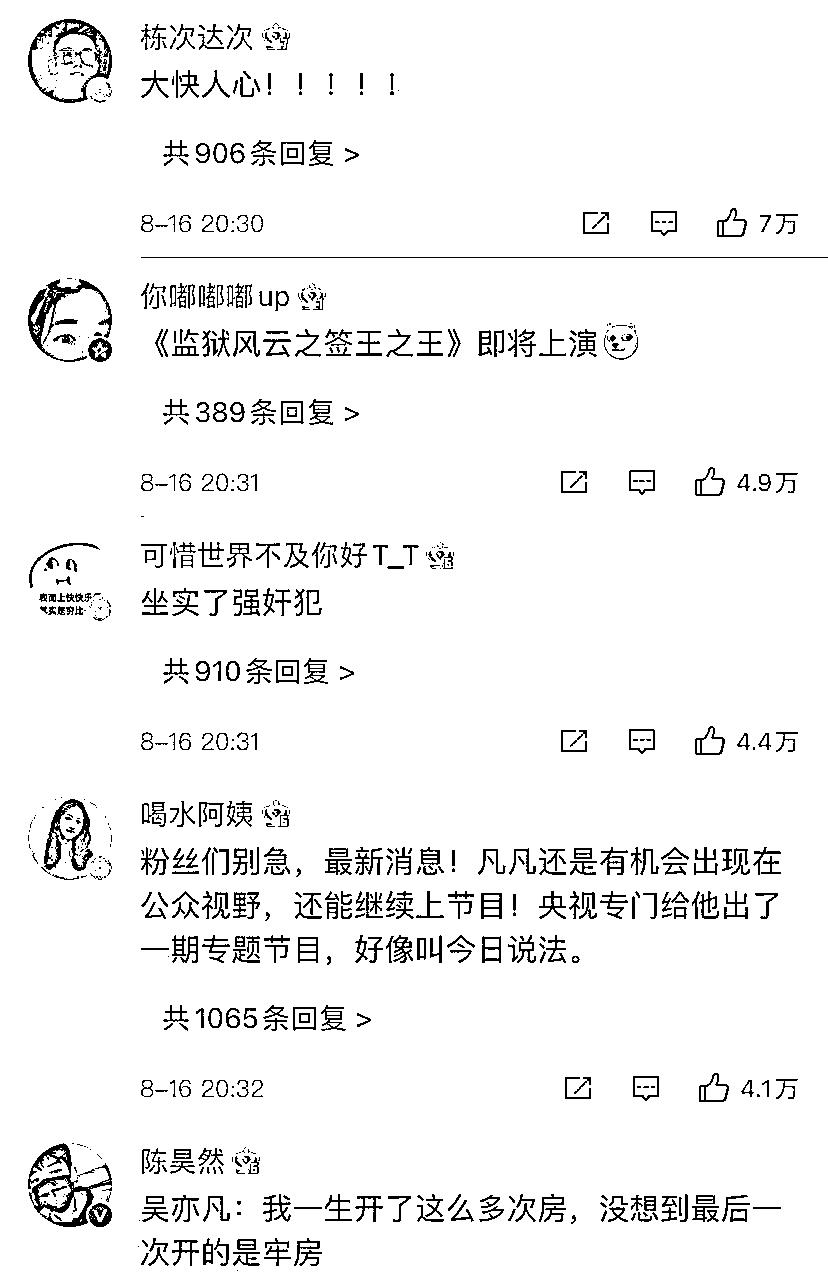 栋次达次
大快人心！！！！！
共906条回复 >
8-16 20:30
7万
你嘟嘟嘟up
《监狱风云之签王之王》即将上演
共389条回复 >
8-16 20:31
4.9万
可惜世界不及你好T_T
坐实了强奸犯
共910条回复 >
8-16 20:31
4.4万
喝水阿姨
粉丝们别急，最新消息！凡凡还是有机会出现在
公众视野，还能继续上节目！央视专门给他出了
一期专题节目，好像叫今日说法。
共1065条回复 >
8-16 20:32
4.1万
陈昊然
吴亦凡：我一生开了这么多次房，没想到最后一
次开的是牢房